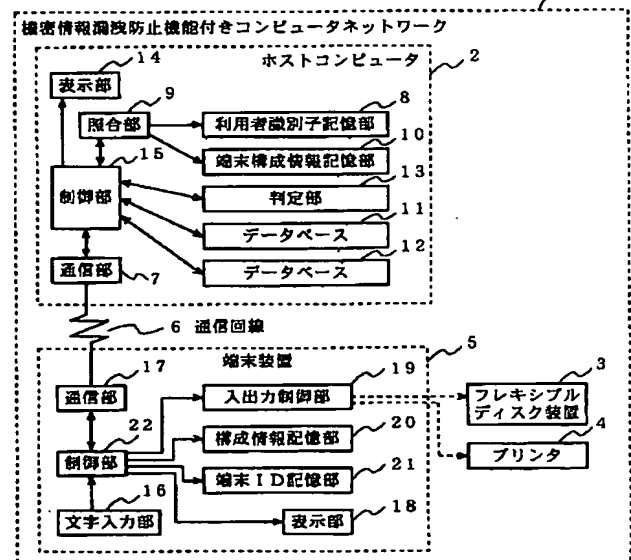 機密情報漏洩防止機能付きコンピュータネットワーク
ホストコンピュータ
2
14
表示部
9
照合部
8
利用者識別子記憶部
10
端末構成情報記憶部
15
制御部
13
判定部
11
データベース
12
データベース
通信部
7
6 通信回線
端末装置
5
17
通信部
19
入出力制御部
3
フレキシブル
ディスク装置
22
制御部
20
構成情報記憶部
4
プリンタ
21
端末ID記憶部
16
文字入力部
表示部
18